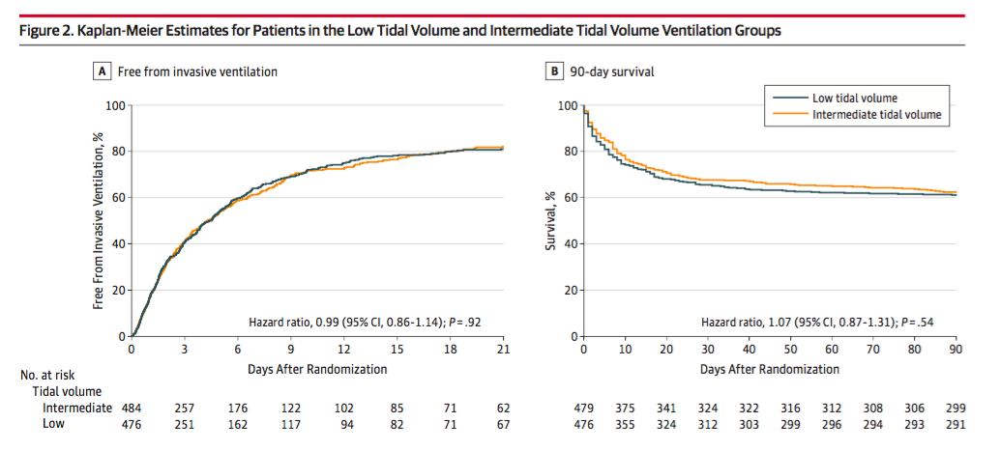 Figure 2. Kaplan-Meier Estimates for Patients in the Low Tidal Volume and Intermediate Tidal Volume Ventilation Groups
A Free from invasive ventilation
100
80
60
40
20
0
Free From Invasive Ventilation, %
Hazard ratio, 0.99 (95% CI, 0.86-1.14); P = .92
0 3 6 9 12 15 18 21
Days After Randomization
B 90-day survival
Low tidal volume
Intermediate tidal volume
100
80
60
40
20
0
Survival, %
Hazard ratio, 1.07 (95% CI, 0.87-1.31); P = .54
0 10 20 30 40 50 60 70 80 90
Days After Randomization
No. at risk
Tidal volume
Intermediate 484 257 176 122 102 85 71 62 479 375 341 324 322 316 312 308 306 299
Low 476 251 162 117 94 82 71 67 476 355 324 312 303 299 296 294 293 291